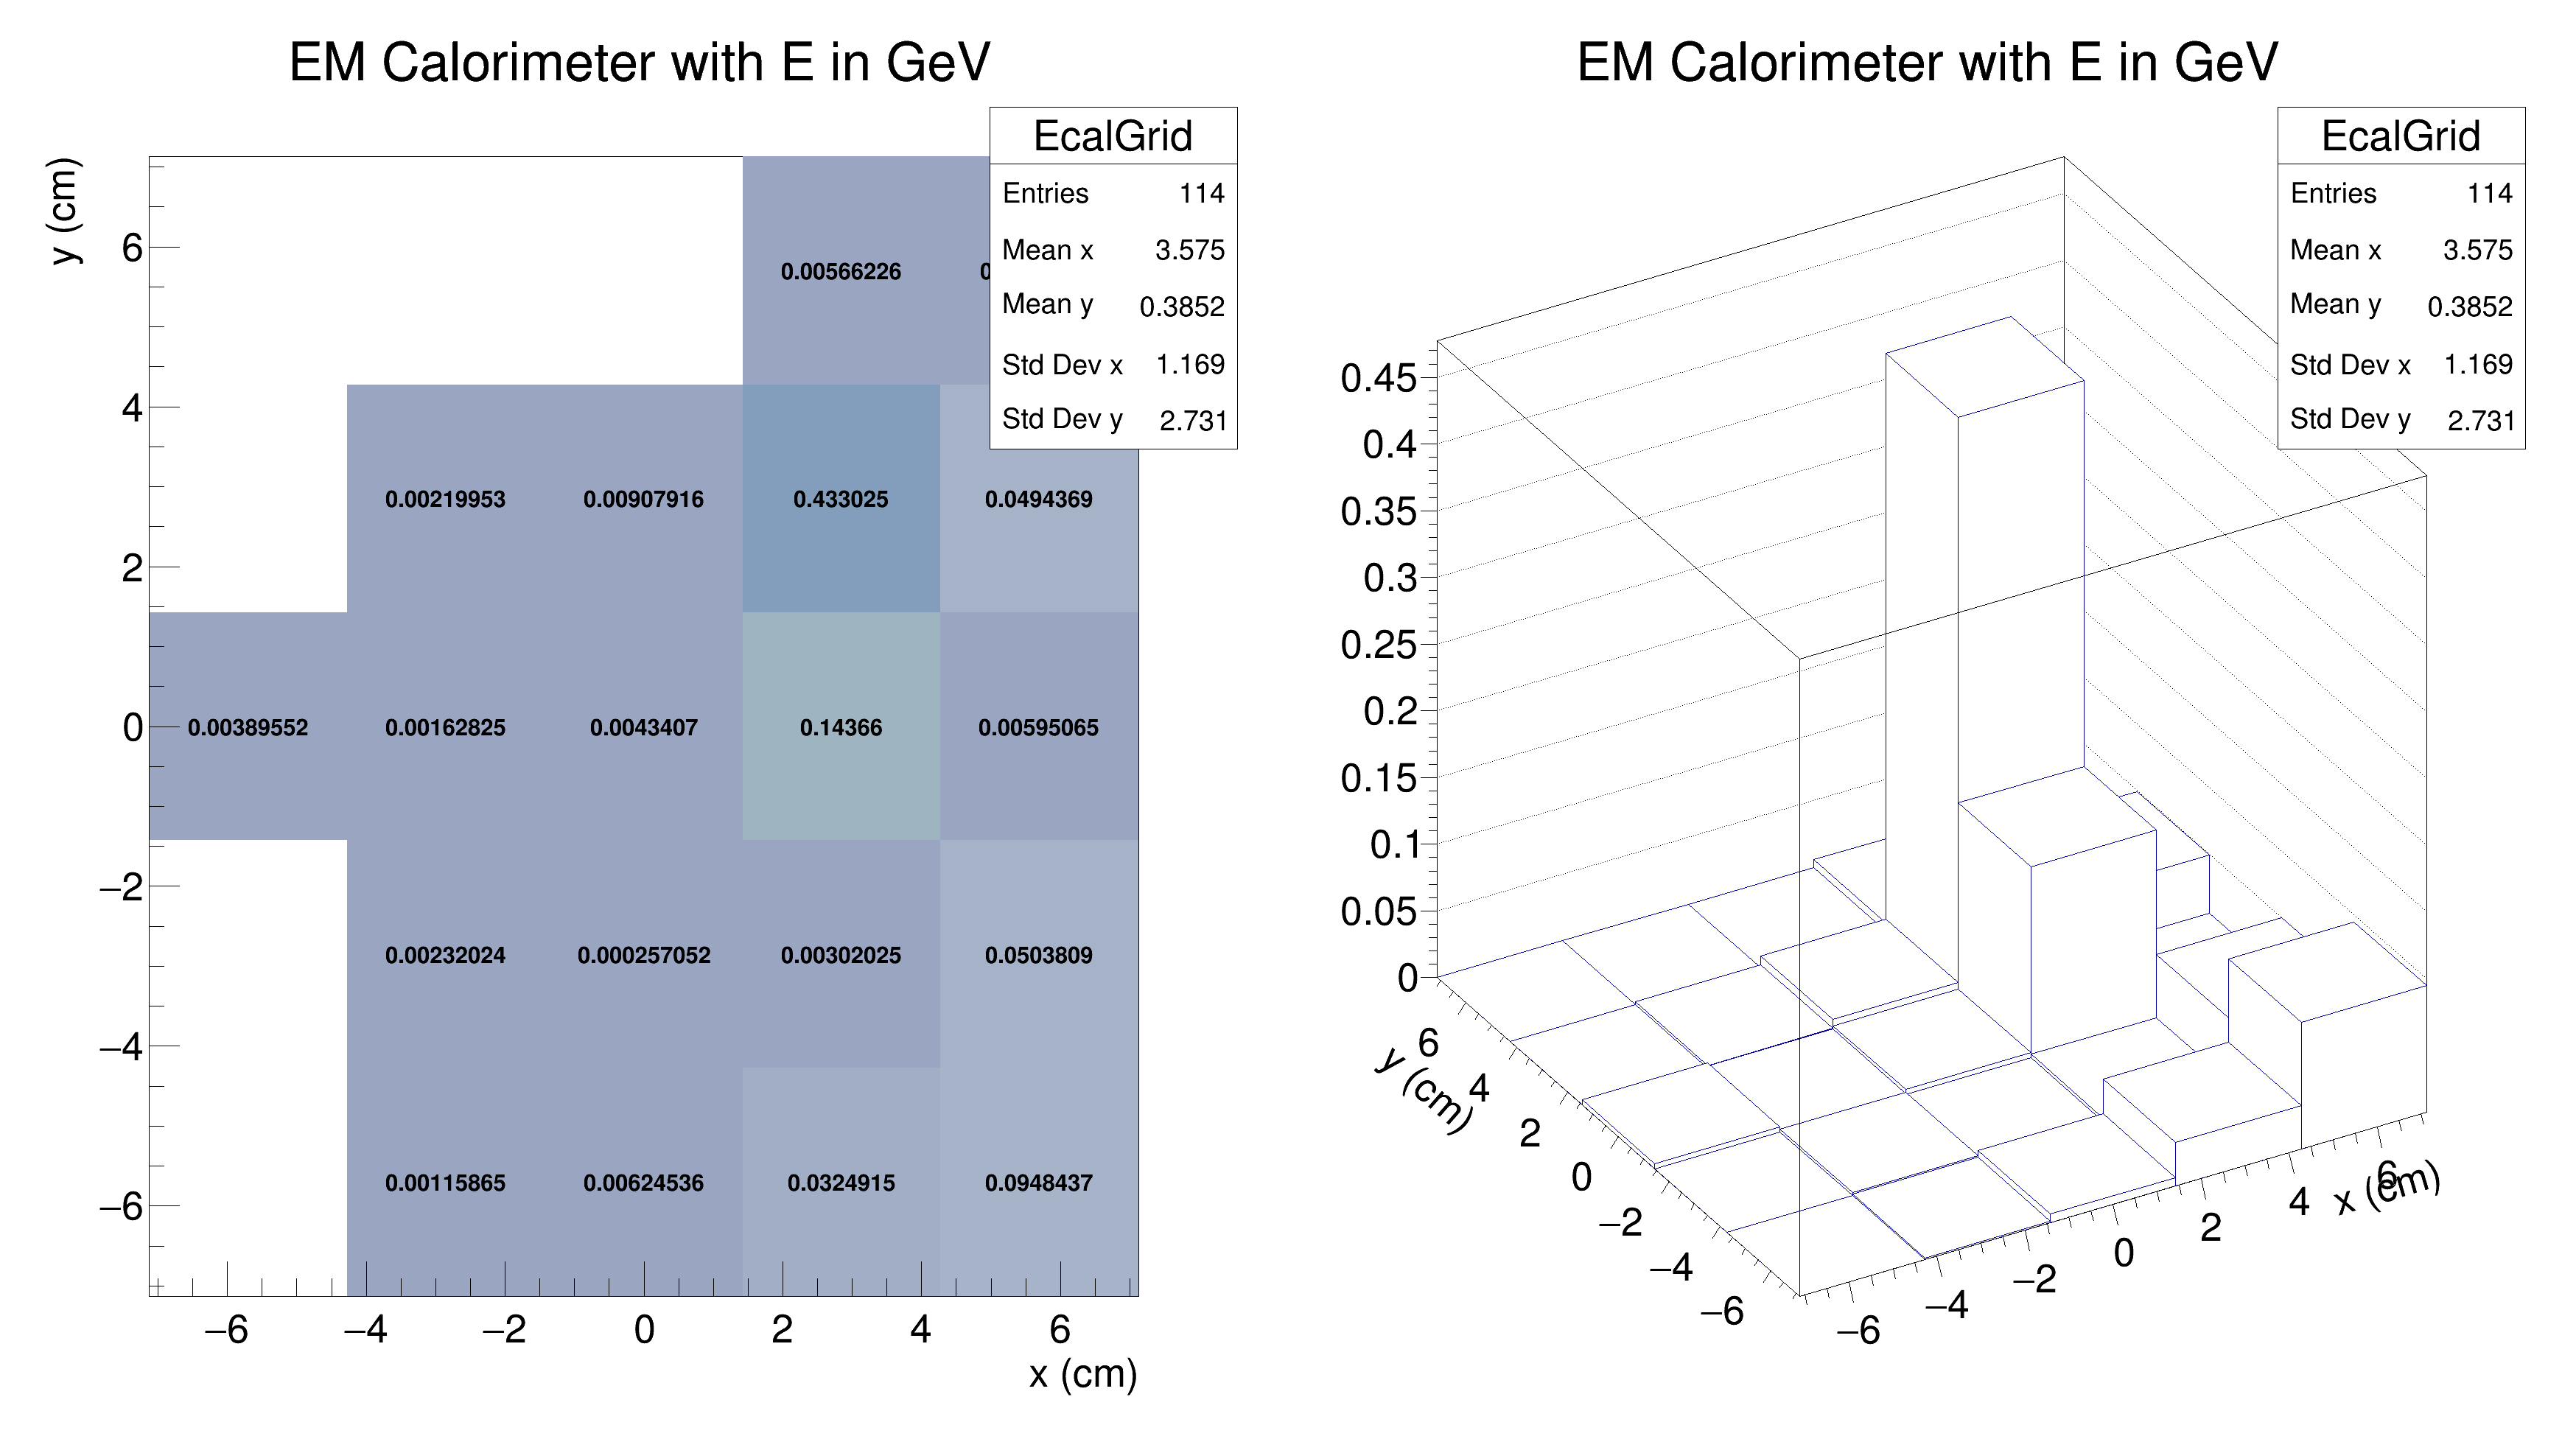 EM Calorimeter with E in GeV
EcalGrid
Entries 114
Mean x 3.575
Mean y 0.3852
Std Dev x 1.169
Std Dev y 2.731
y (cm)
6
4
2
0
−2
−4
−6
0.00566226
0.00219953 0.00907916 0.433025 0.0494369
0.00389552 0.00162825 0.0043407 0.14366 0.00595065
0.00232024 0.000257052 0.00302025 0.0503809
0.00115865 0.00624536 0.0324915 0.0948437
−6 −4 −2 0 2 4 6
x (cm)
EM Calorimeter with E in GeV
EcalGrid
Entries 114
Mean x 3.575
Mean y 0.3852
Std Dev x 1.169
Std Dev y 2.731
0.45
0.4
0.35
0.3
0.25
0.2
0.15
0.1
0.05
0
y (cm)
6
4
2
0
−2
−4
−6
−6
−4
−2
0
2
4
6
x (cm)